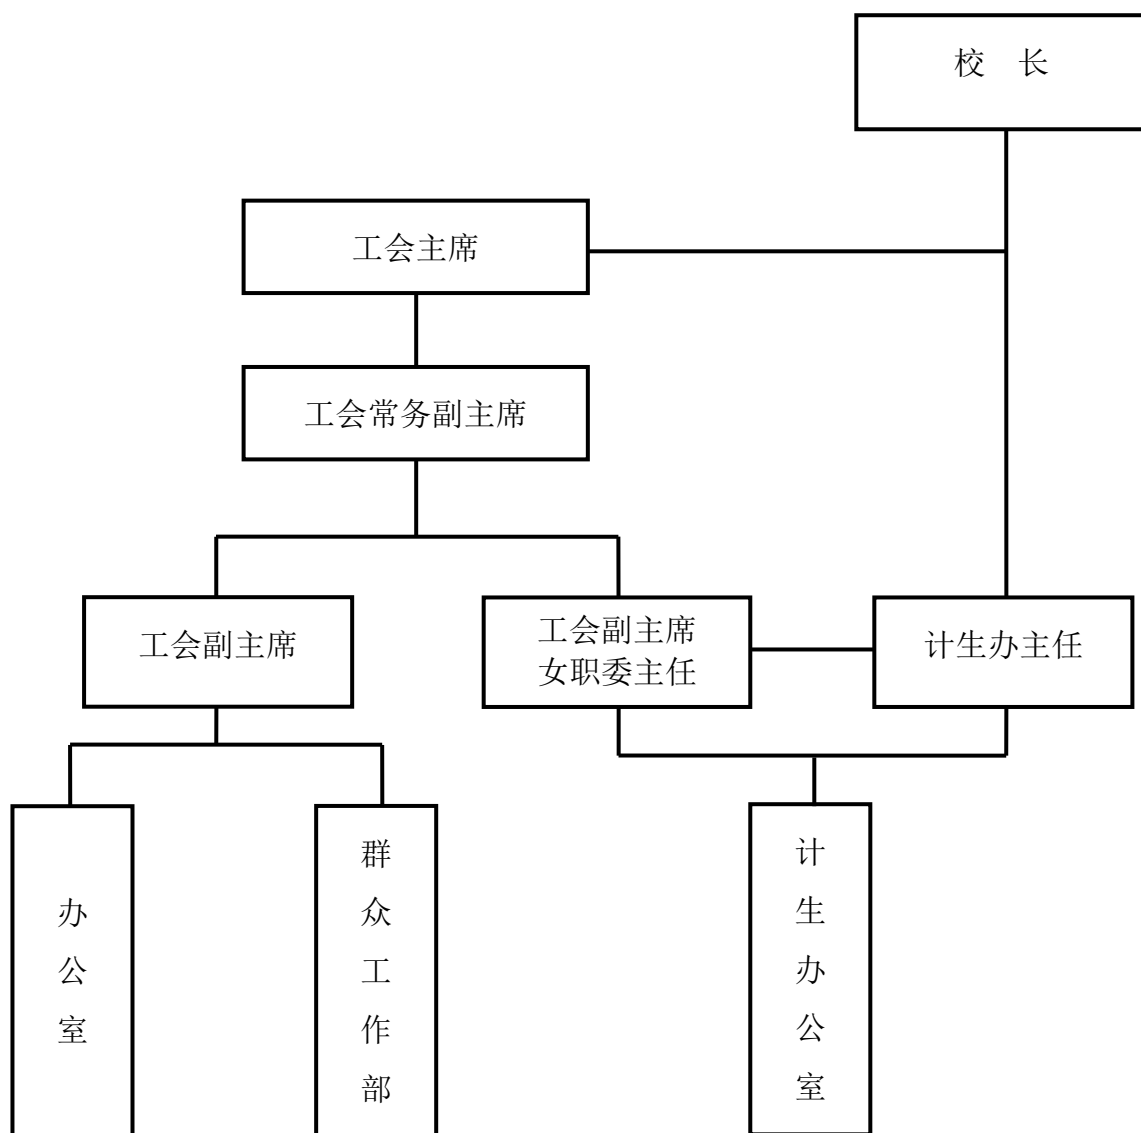 校 长
工会主席
工会常务副主席
工会副主席
工会副主席
女职委主任
计生办主任
办公室
群众工作部
计生办公室